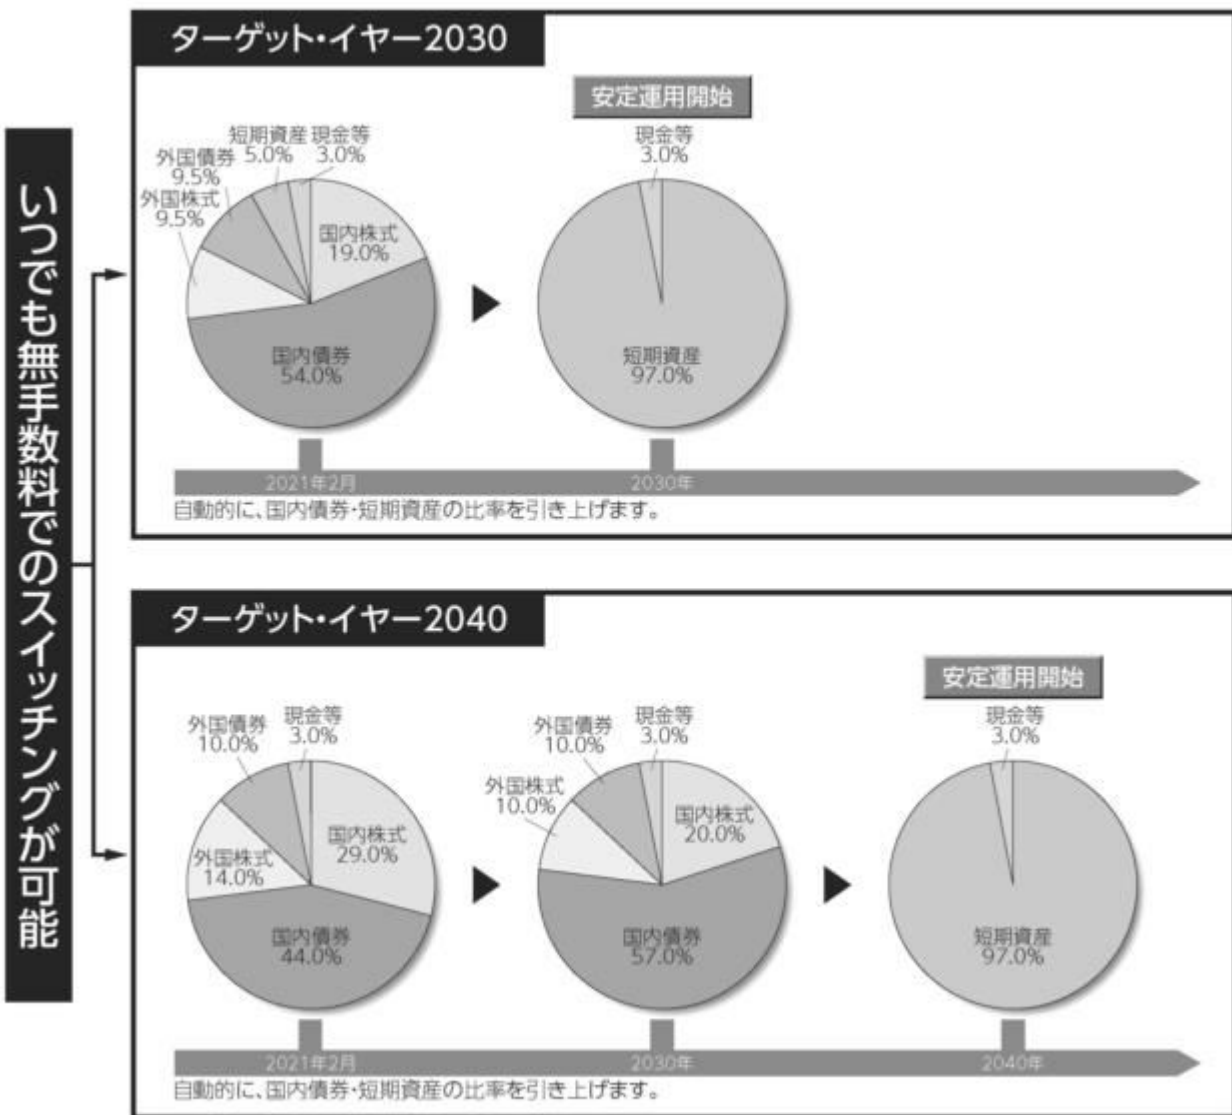 いつでも無手数料でのスイッチングが可能
ターゲット・イヤー2030
安定運用開始
短期資産
5.0%
現金等
3.0%
外国債券
9.5%
外国株式
9.5%
国内株式
19.0%
国内債券
54.0%
現金等
3.0%
短期資産
97.0%
2021年2月
2030年
自動的に、国内債券・短期資産の比率を引き上げます。
ターゲット・イヤー2040
安定運用開始
外国債券
10.0%
現金等
3.0%
国内株式
29.0%
外国株式
14.0%
国内債券
44.0%
外国債券
10.0%
現金等
3.0%
外国株式
10.0%
国内株式
20.0%
国内債券
57.0%
現金等
3.0%
短期資産
97.0%
2021年2月
2030年
2040年
自動的に、国内債券・短期資産の比率を引き上げます。